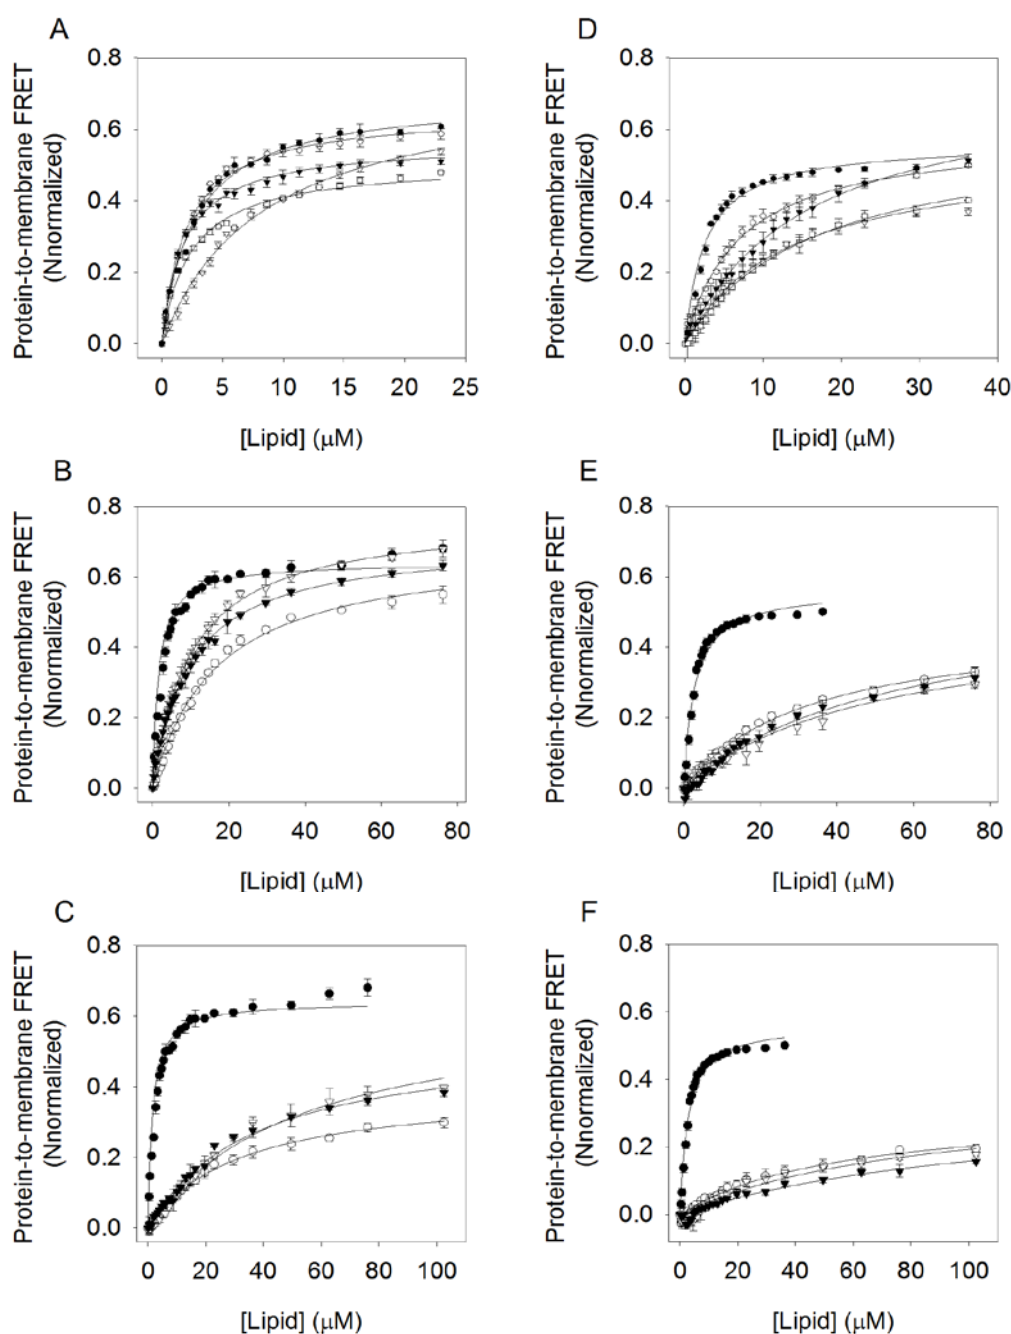 A
Protein-to-membrane FRET
(Nnormalized)
0.8
0.6
0.4
0.2
0.0
0 5 10 15 20 25
[Lipid] (μM)
D
Protein-to-membrane FRET
(Nnormalized)
0.8
0.6
0.4
0.2
0.0
0 10 20 30 40
[Lipid] (μM)
B
Protein-to-membrane FRET
(Nnormalized)
0.8
0.6
0.4
0.2
0.0
0 20 40 60 80
[Lipid] (μM)
E
Protein-to-membrane FRET
(Nnormalized)
0.8
0.6
0.4
0.2
0.0
0 20 40 60 80
[Lipid] (μM)
C
Protein-to-membrane FRET
(Nnormalized)
0.8
0.6
0.4
0.2
0.0
0 20 40 60 80 100
[Lipid] (μM)
F
Protein-to-membrane FRET
(Nnormalized)
0.8
0.6
0.4
0.2
0.0
0 20 40 60 80 100
[Lipid] (μM)